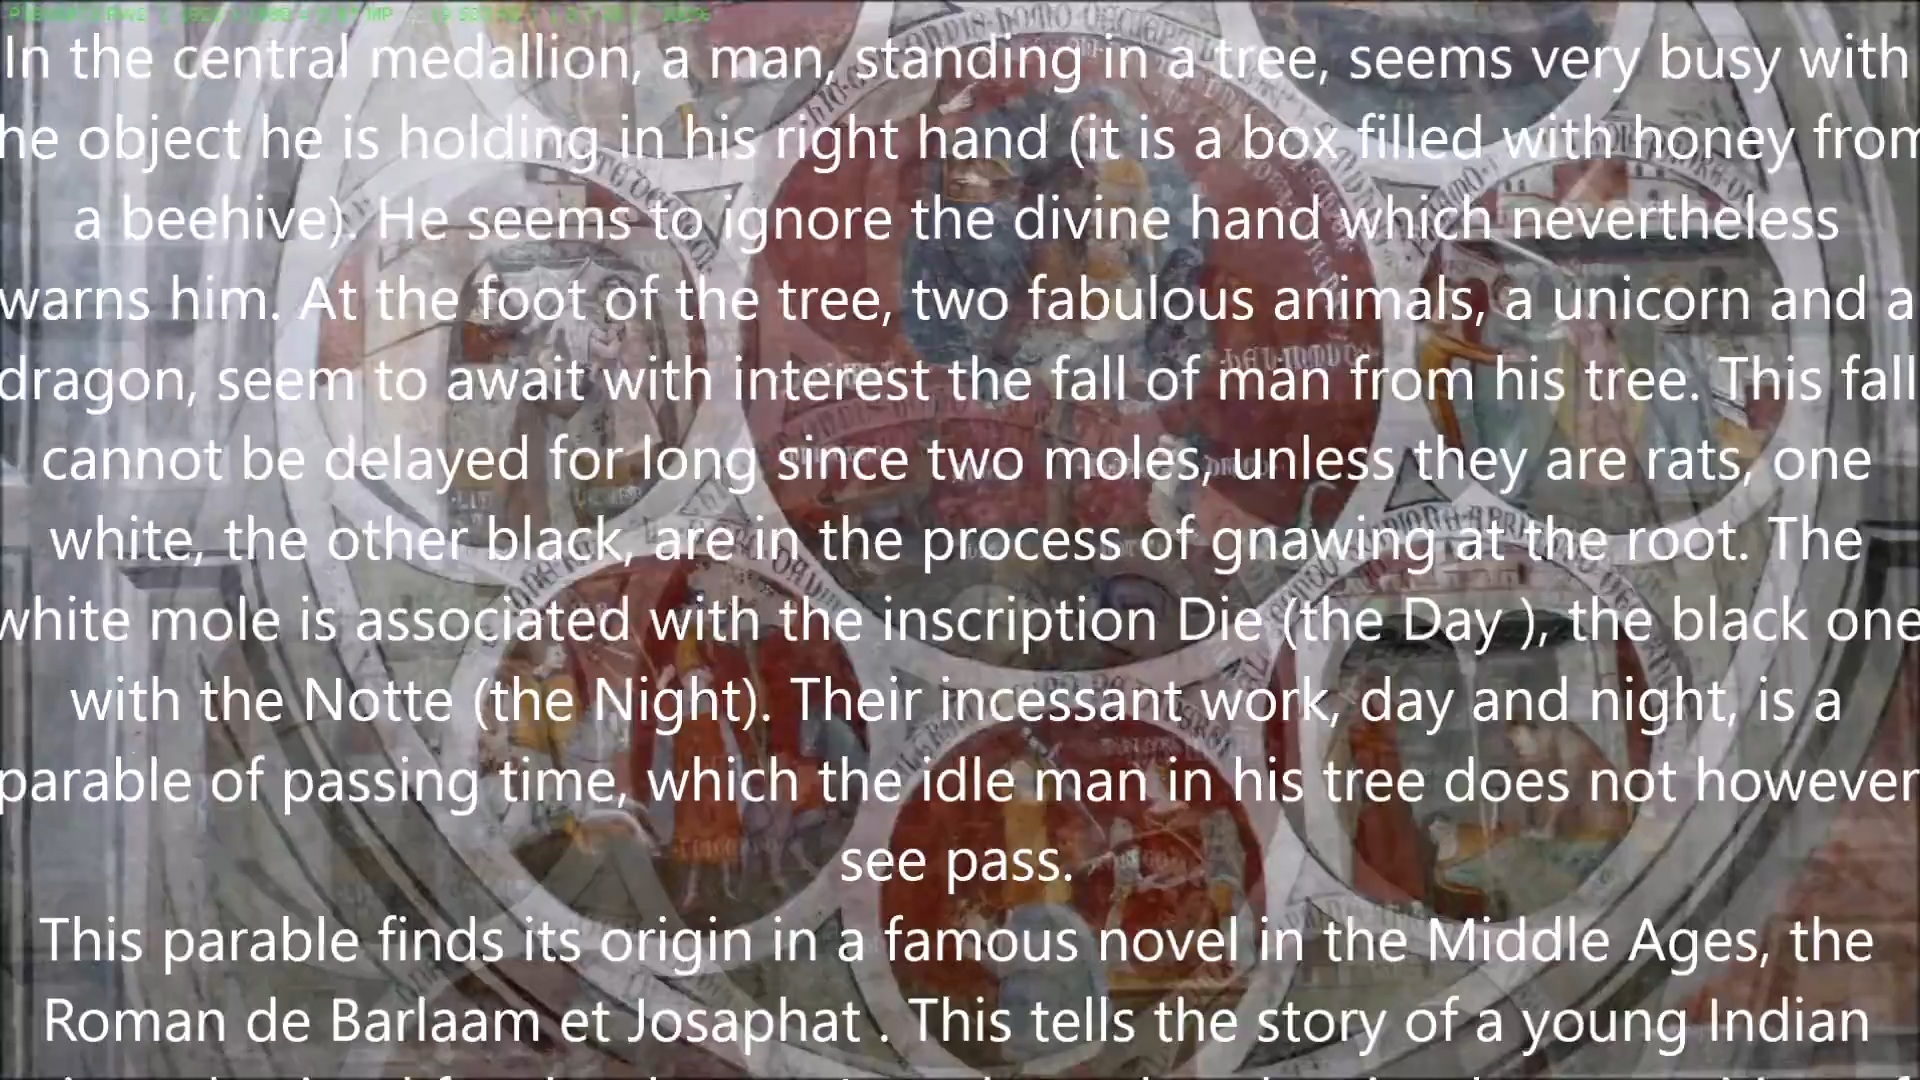 In the central medallion, a man, standing in a tree, seems very busy with
he object he is holding in his right hand (it is a box filled with honey from
a beehive). He seems to ignore the divine hand which nevertheless
warns him. At the foot of the tree, two fabulous animals, a unicorn and a
dragon, seem to await with interest the fall of man from his tree. This fall
cannot be delayed for long since two moles, unless they are rats, one
white, the other black, are in the process of gnawing at the root. The
white mole is associated with the inscription Die (the Day ), the black one
with the Notte (the Night). Their incessant work, day and night, is a
parable of passing time, which the idle man in his tree does not however
see pass.
This parable finds its origin in a famous novel in the Middle Ages, the
Roman de Barlaam et Josaphat . This tells the story of a young Indian